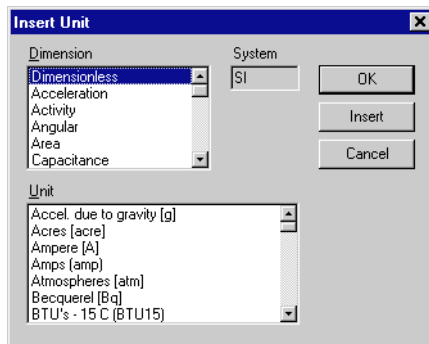 Insert Unit
Dimension
System
Dimensionless
Acceleration
Activity
Angular
Area
Capacitance
SI
OK
Insert
Cancel
Unit
Accel. due to gravity [g]
Acres [acre]
Ampere [A]
Amps (amp)
Atmospheres [atm]
Becquerel [Bq]
BTU's - 15 C (BTU15)